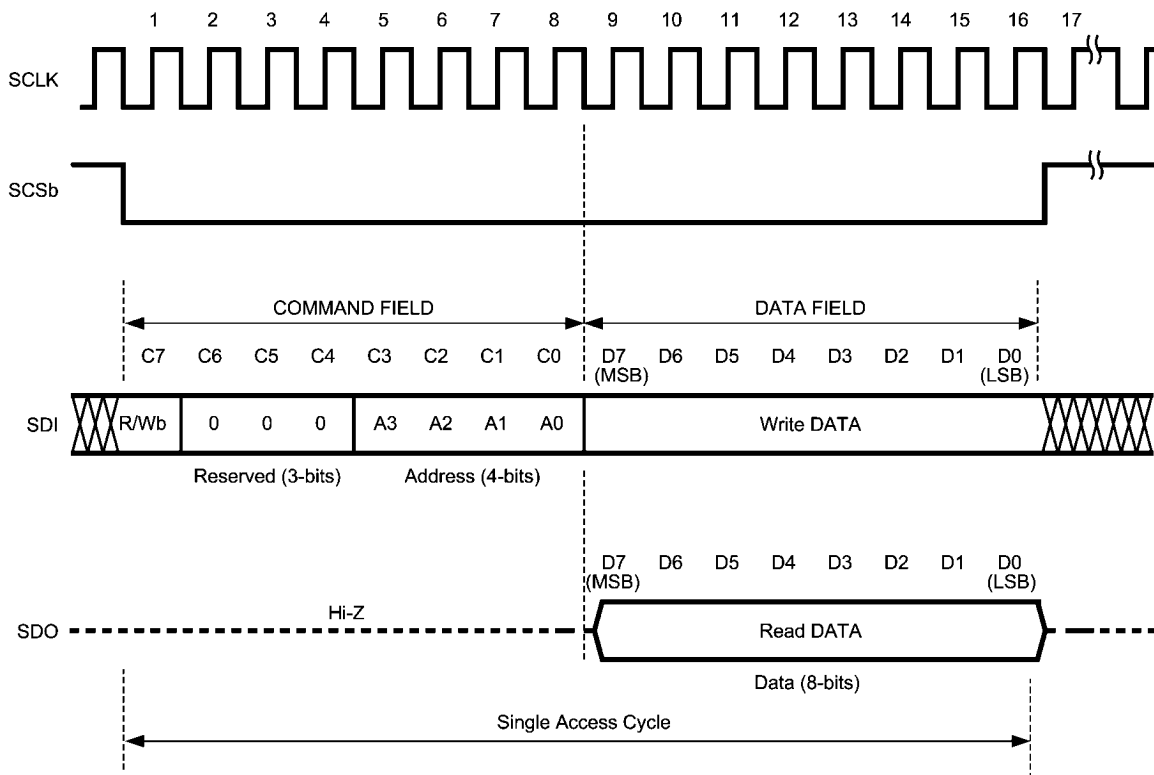 1 2 3 4 5 6 7 8 9 10 11 12 13 14 15 16 17
SCLK
SCSb
COMMAND FIELD DATA FIELD
C7 C6 C5 C4 C3 C2 C1 C0 D7 D6 D5 D4 D3 D2 D1 D0
(MSB) (LSB)
SDI R/Wb 0 0 0 A3 A2 A1 A0 Write DATA
Reserved (3-bits) Address (4-bits)
D7 D6 D5 D4 D3 D2 D1 D0
(MSB) (LSB)
Hi-Z
SDO Read DATA
Data (8-bits)
Single Access Cycle